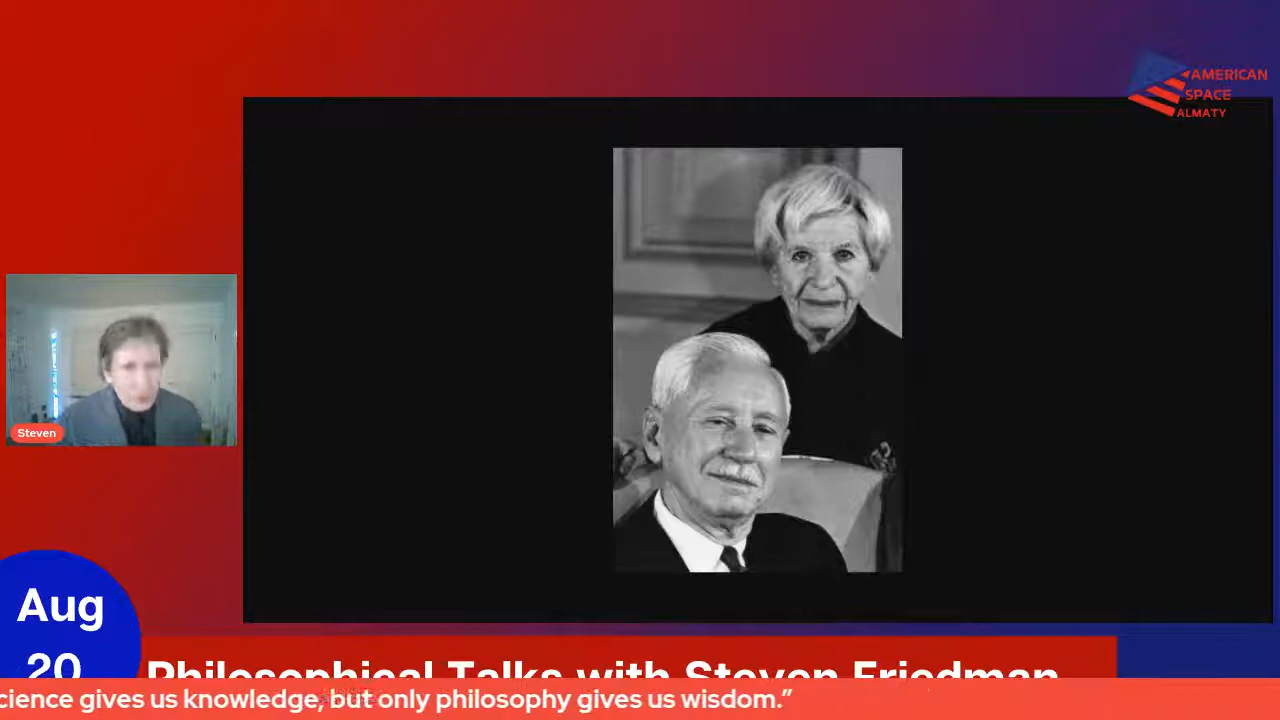 AMERICAN
SPACE
ALMATY
Steven
Aug
20
Philosophical Talks with Steven Friedman
cience gives us knowledge, but only philosophy gives us wisdom.”